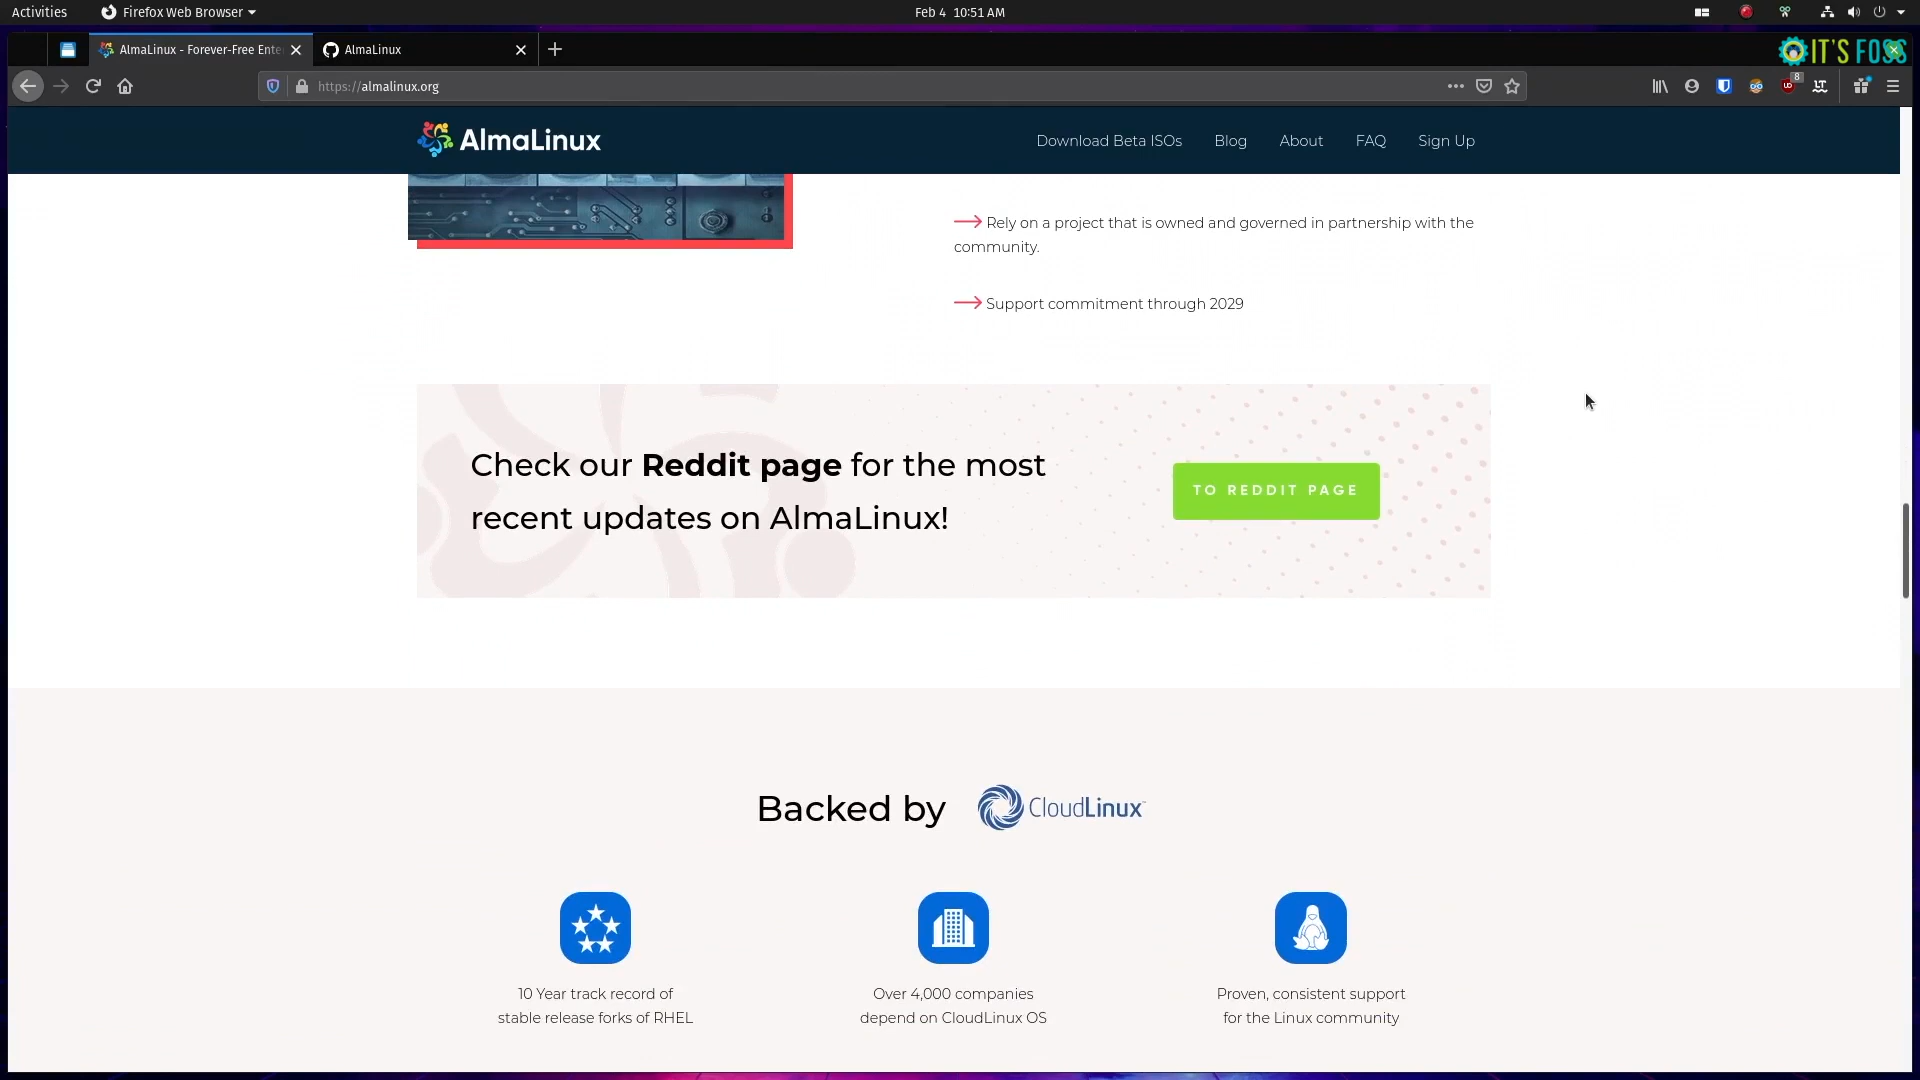 Activities
Firefox Web Browser
Feb 4 10:51 AM
AlmaLinux - Forever-Free Ente
AlmaLinux
IT'S FOSS
https://almalinux.org
8
AlmaLinux
Download Beta ISOs
Blog
About
FAQ
Sign Up
Rely on a project that is owned and governed in partnership with the
community.
Support commitment through 2029
Check our Reddit page for the most
recent updates on AlmaLinux!
TO REDDIT PAGE
Backed by
CloudLinux
10 Year track record of
stable release forks of RHEL
Over 4,000 companies
depend on CloudLinux OS
Proven, consistent support
for the Linux community